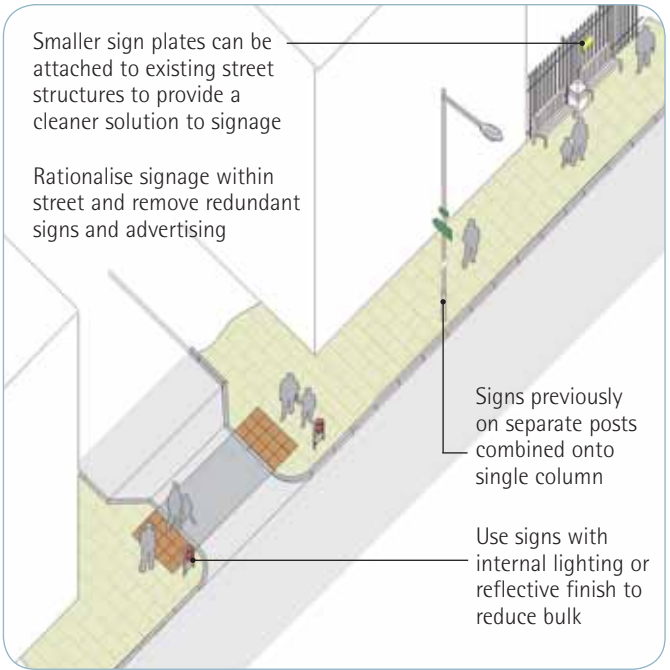 Smaller sign plates can be
attached to existing street
structures to provide a
cleaner solution to signage
Rationalise signage within
street and remove redundant
signs and advertising
Signs previously
on separate posts
combined onto
single column
Use signs with
internal lighting or
reflective finish to
reduce bulk